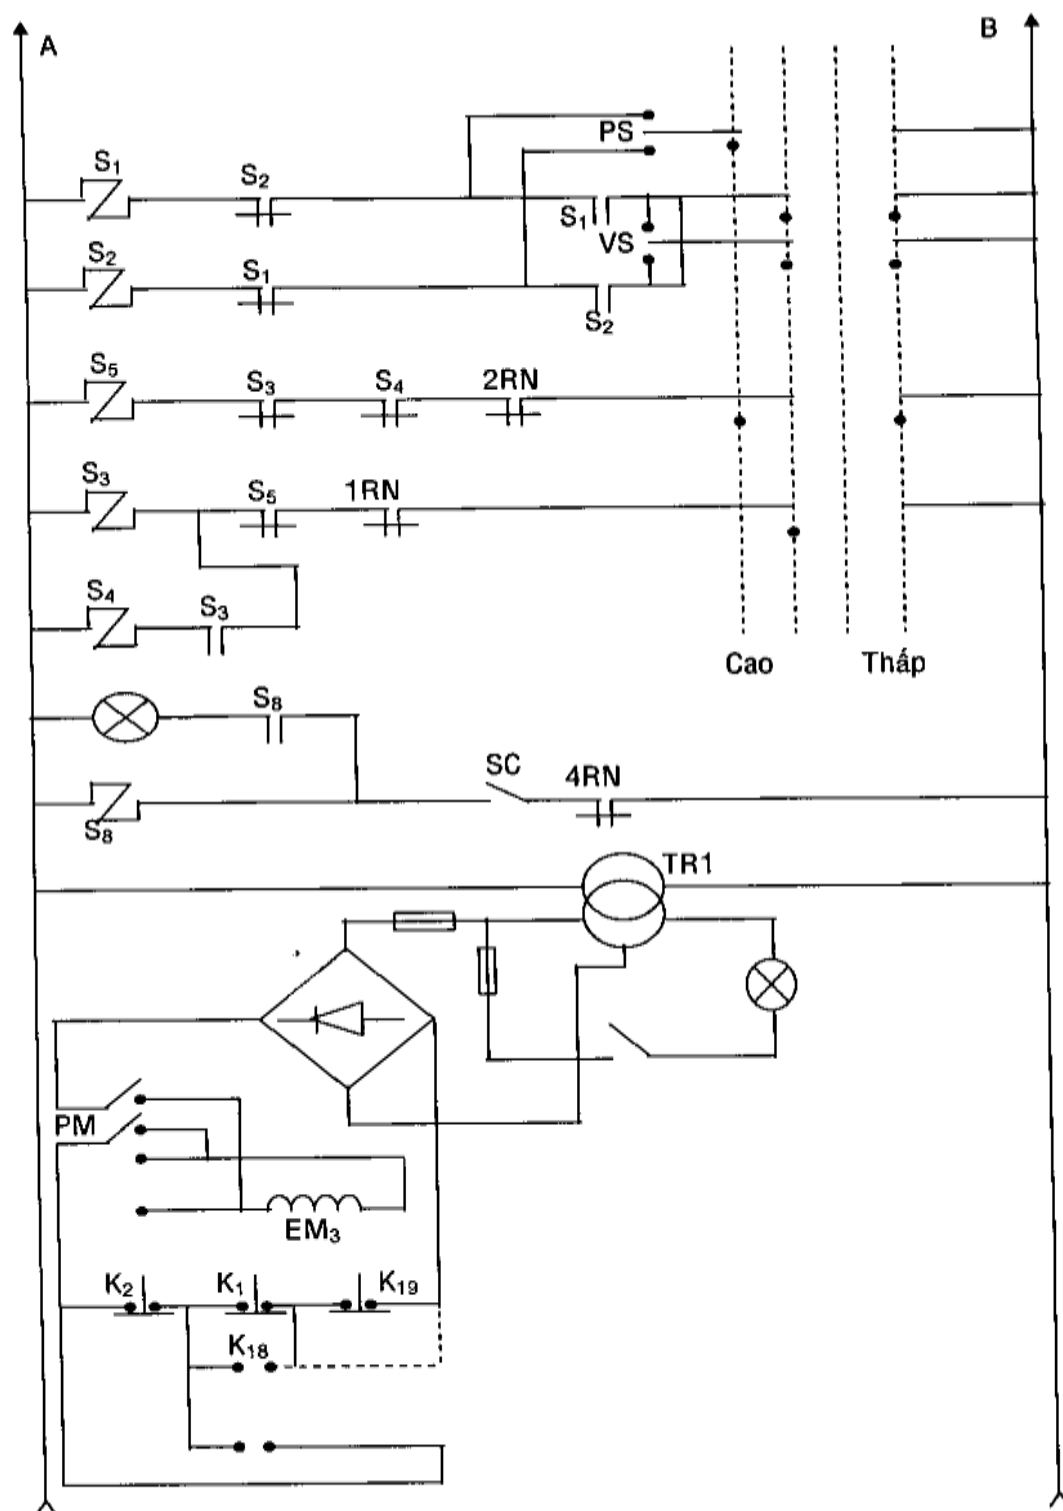 A
B
PS
S₁
S₂
S₁
VS
S₂
S₁
S₂
S₅
S₃
S₄
2RN
S₃
S₅
1RN
S₄
S₃
Cao
Thấp
S₈
SC
4RN
S₈
TR1
PM
EM₃
K₂
K₁
K₁₉
K₁₈